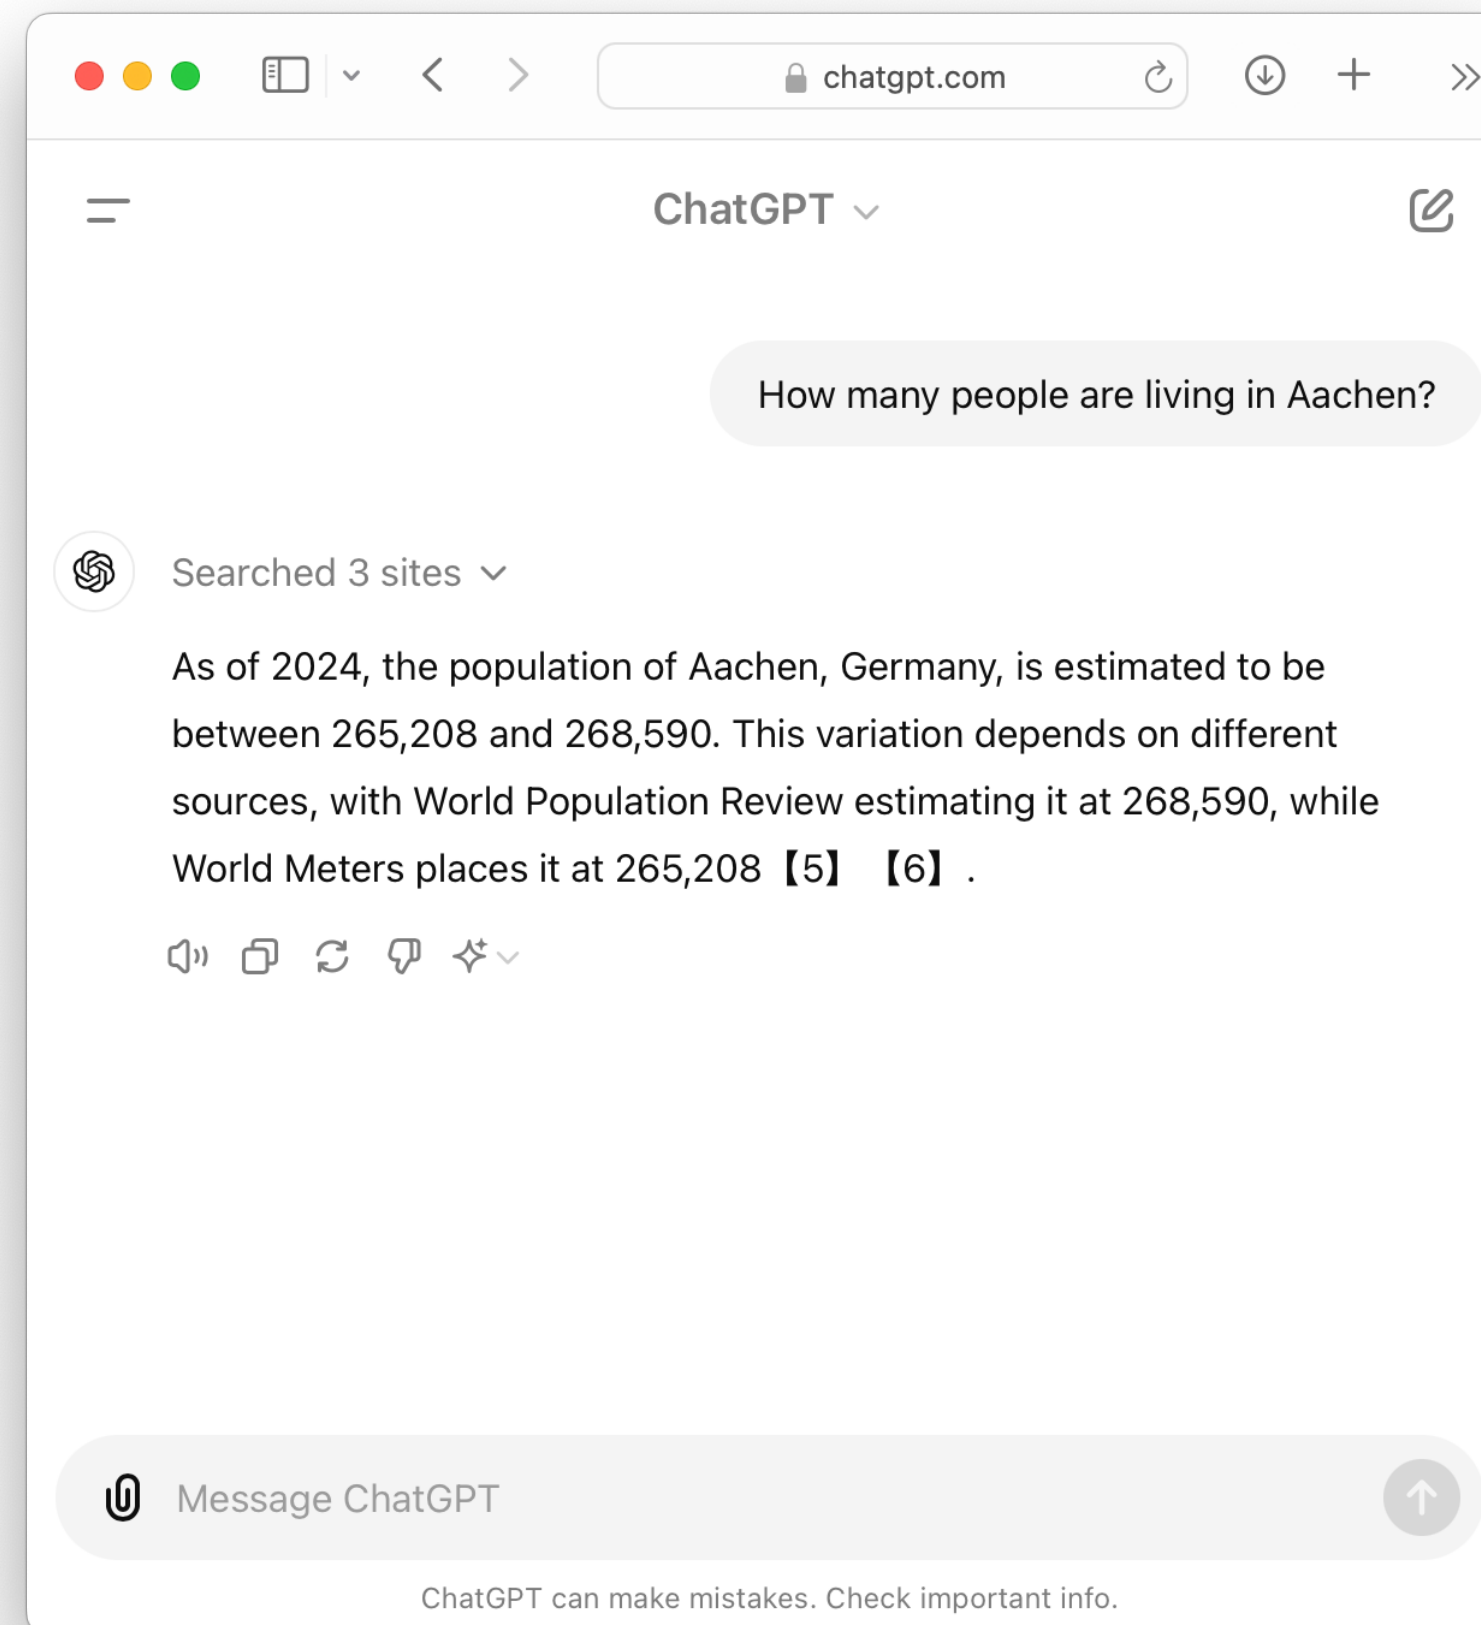 chatgpt.com
ChatGPT
How many people are living in Aachen?
Searched 3 sites
As of 2024, the population of Aachen, Germany, is estimated to be
between 265,208 and 268,590. This variation depends on different
sources, with World Population Review estimating it at 268,590, while
World Meters places it at 265,208【5】【6】.
Message ChatGPT
ChatGPT can make mistakes. Check important info.